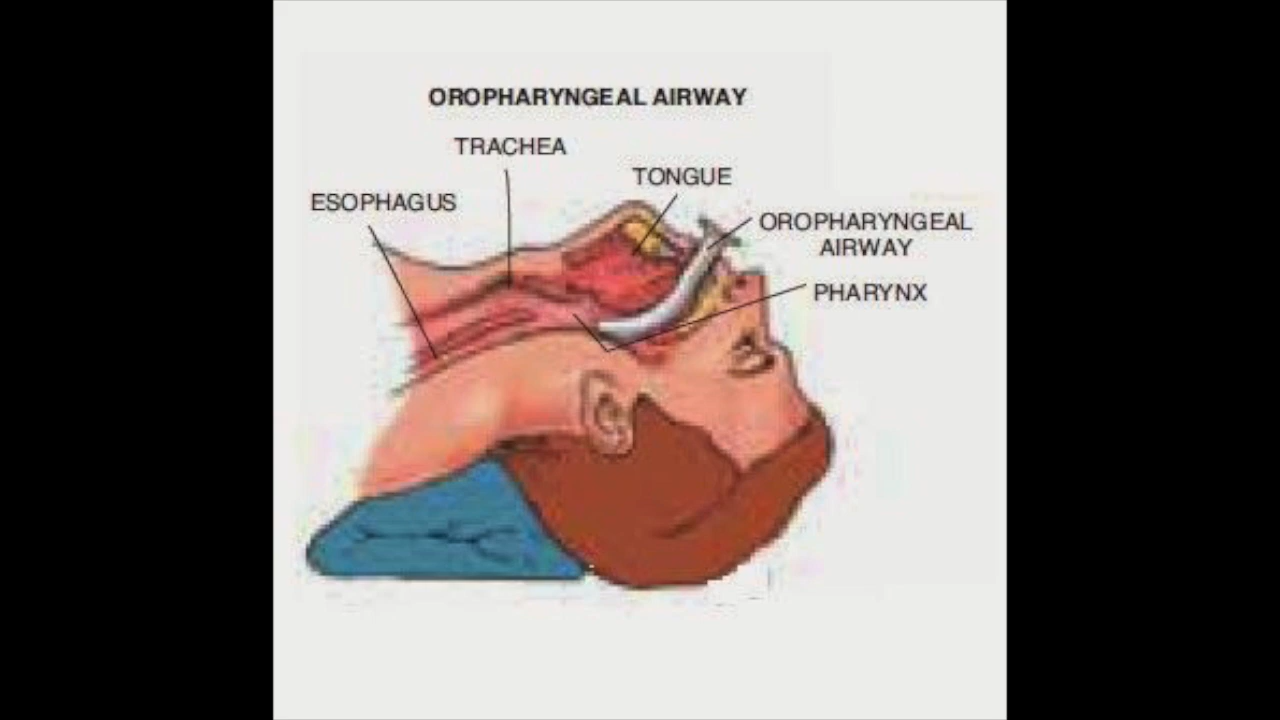 OROPHARYNGEAL AIRWAY
TRACHEA
TONGUE
ESOPHAGUS
OROPHARYNGEAL
AIRWAY
PHARYNX